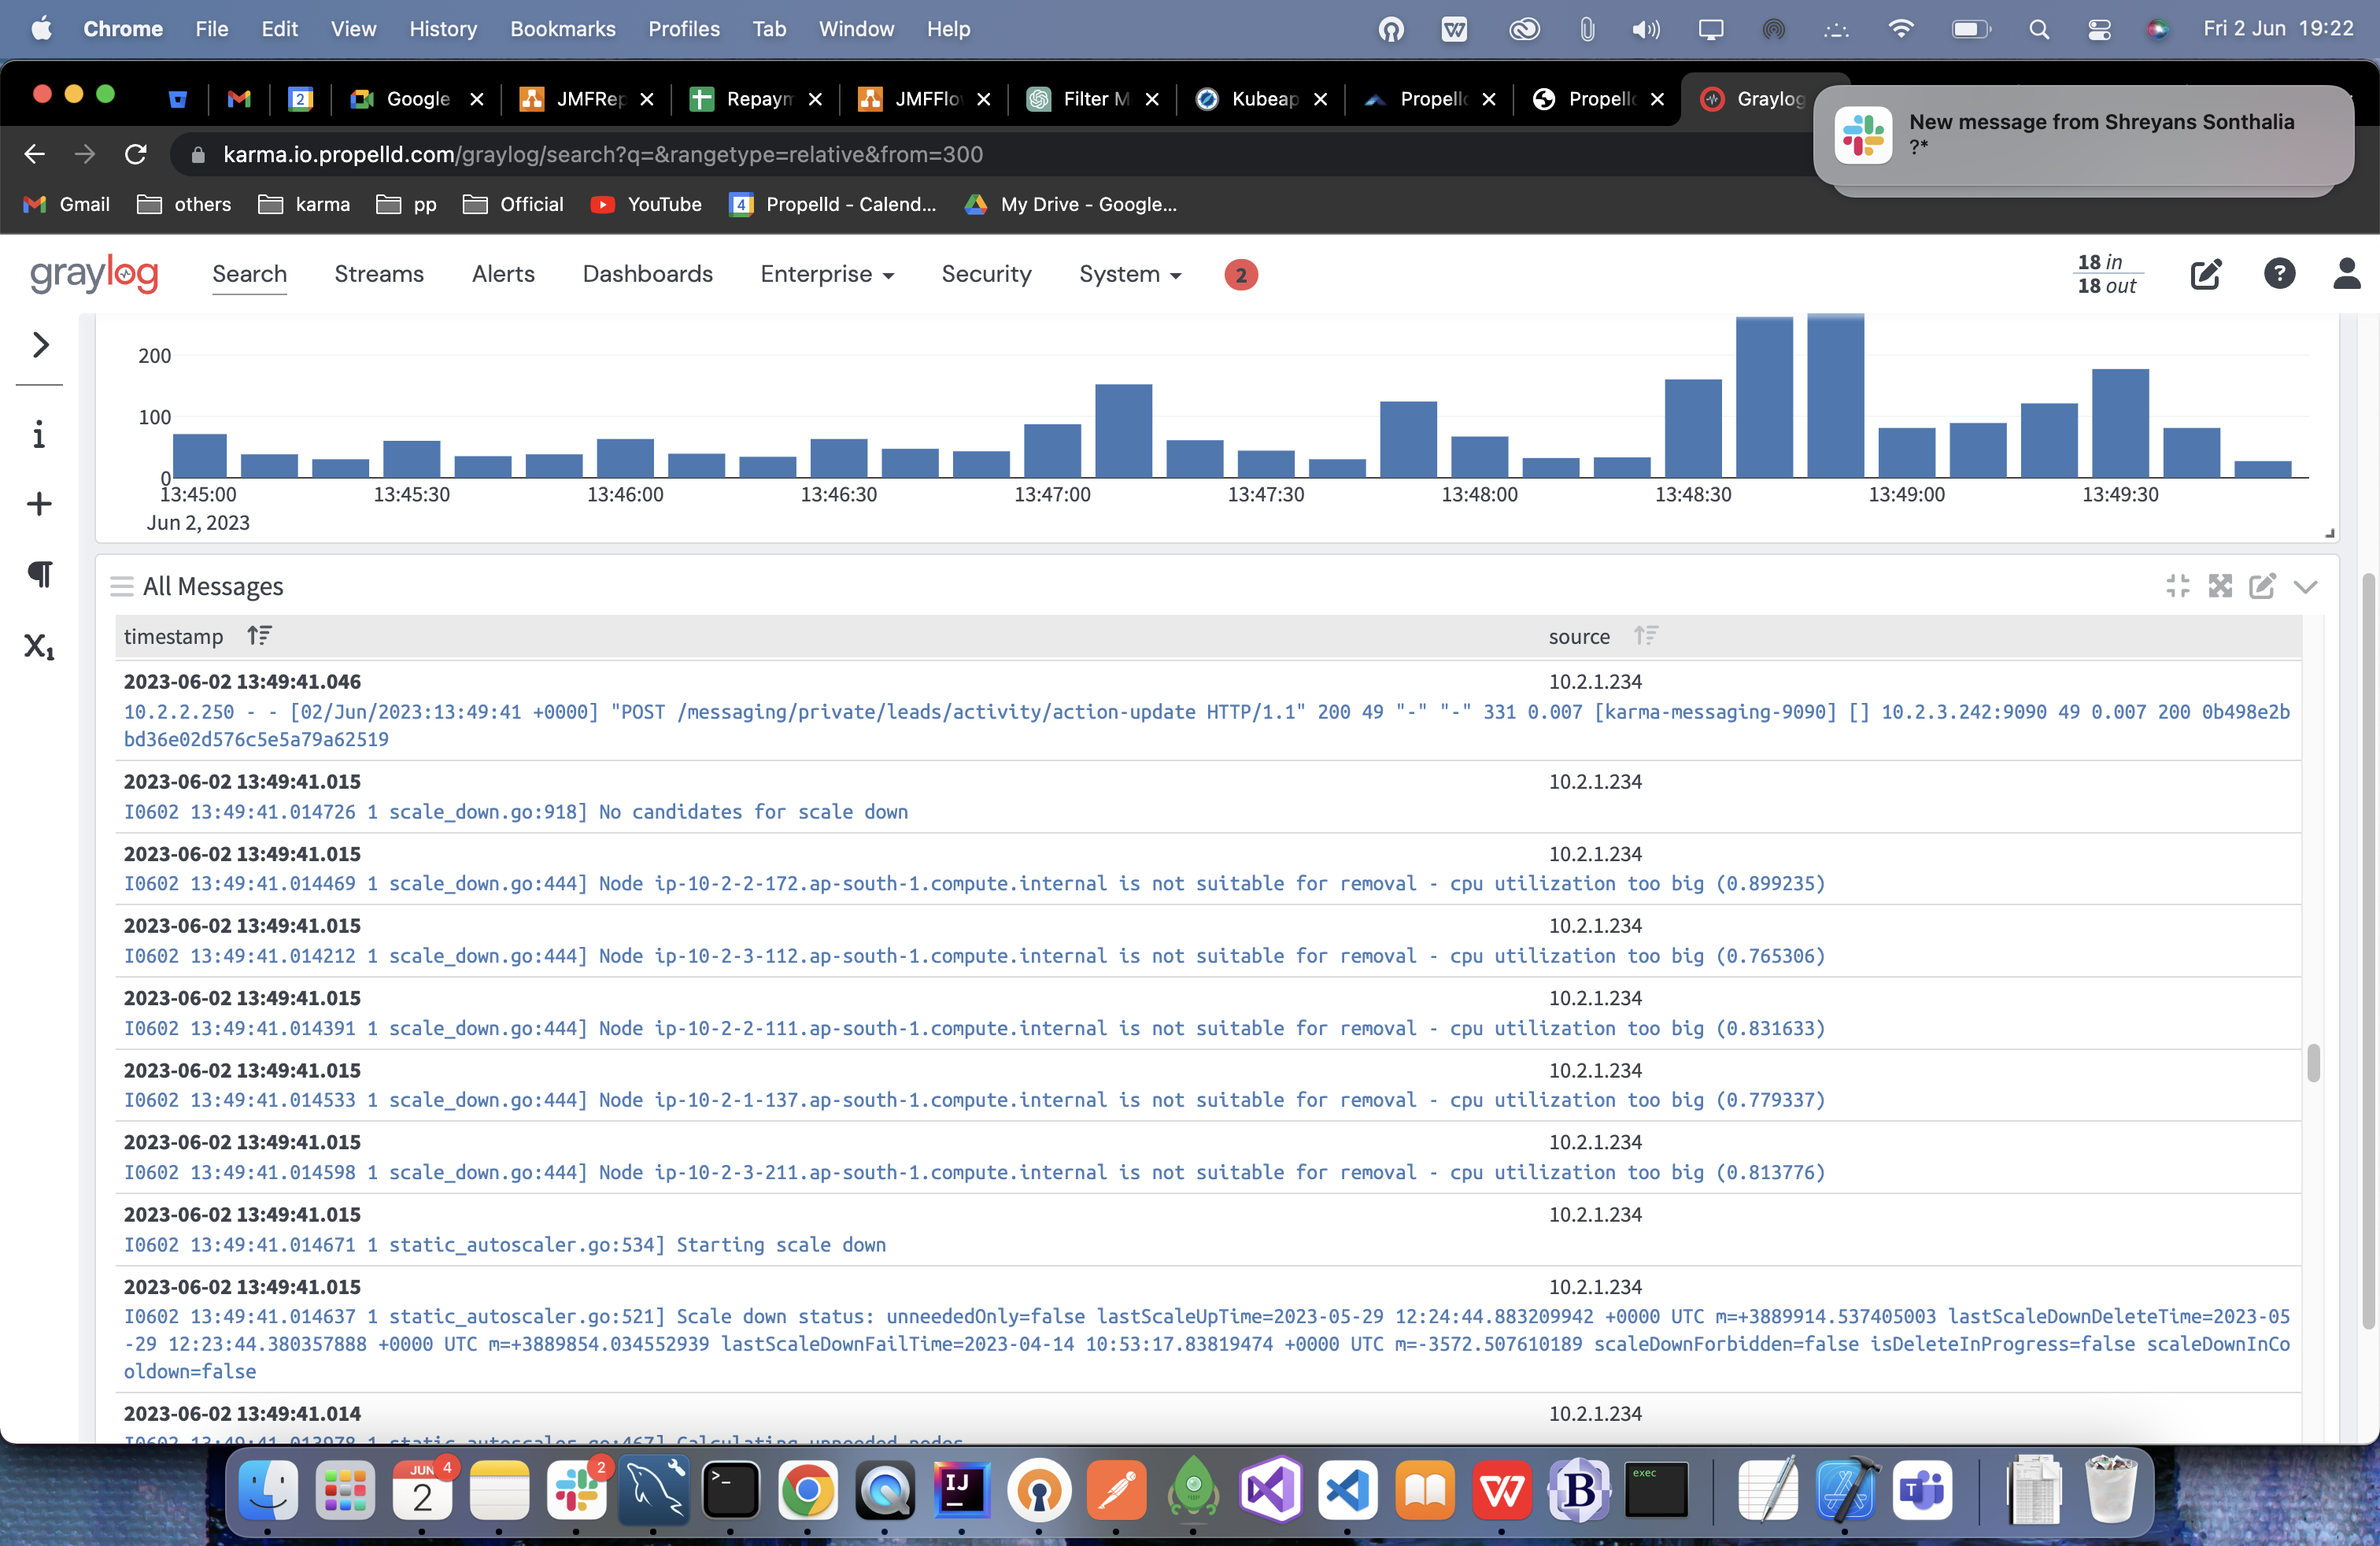 Chrome File Edit View History Bookmarks Profiles Tab Window Help Fri 2 Jun 19:22
2 Google JMFRep Repaym JMFFlo Filter M Kubeap Propell Propell Graylog
New message from Shreyans Sonthalia
?*
karma.io.propelld.com/graylog/search?q=&rangetype=relative&from=300
Gmail others karma pp Official YouTube 4 Propelld - Calend... My Drive - Google...
graylog Search Streams Alerts Dashboards Enterprise Security System 2 18 in
18 out
200
100
0
13:45:00 13:45:30 13:46:00 13:46:30 13:47:00 13:47:30 13:48:00 13:48:30 13:49:00 13:49:30
Jun 2, 2023
All Messages
timestamp source
2023-06-02 13:49:41.046 10.2.1.234
10.2.2.250 - - [02/Jun/2023:13:49:41 +0000] "POST /messaging/private/leads/activity/action-update HTTP/1.1" 200 49 "-" "-" 331 0.007 [karma-messaging-9090] [] 10.2.3.242:9090 49 0.007 200 0b498e2b
bd36e02d576c5e5a79a62519
2023-06-02 13:49:41.015 10.2.1.234
I0602 13:49:41.014726 1 scale_down.go:918] No candidates for scale down
2023-06-02 13:49:41.015 10.2.1.234
I0602 13:49:41.014469 1 scale_down.go:444] Node ip-10-2-2-172.ap-south-1.compute.internal is not suitable for removal - cpu utilization too big (0.899235)
2023-06-02 13:49:41.015 10.2.1.234
I0602 13:49:41.014212 1 scale_down.go:444] Node ip-10-2-3-112.ap-south-1.compute.internal is not suitable for removal - cpu utilization too big (0.765306)
2023-06-02 13:49:41.015 10.2.1.234
I0602 13:49:41.014391 1 scale_down.go:444] Node ip-10-2-2-111.ap-south-1.compute.internal is not suitable for removal - cpu utilization too big (0.831633)
2023-06-02 13:49:41.015 10.2.1.234
I0602 13:49:41.014533 1 scale_down.go:444] Node ip-10-2-1-137.ap-south-1.compute.internal is not suitable for removal - cpu utilization too big (0.779337)
2023-06-02 13:49:41.015 10.2.1.234
I0602 13:49:41.014598 1 scale_down.go:444] Node ip-10-2-3-211.ap-south-1.compute.internal is not suitable for removal - cpu utilization too big (0.813776)
2023-06-02 13:49:41.015 10.2.1.234
I0602 13:49:41.014671 1 static_autoscaler.go:534] Starting scale down
2023-06-02 13:49:41.015 10.2.1.234
I0602 13:49:41.014637 1 static_autoscaler.go:521] Scale down status: unneededOnly=false lastScaleUpTime=2023-05-29 12:24:44.883209942 +0000 UTC m=+3889914.537405003 lastScaleDownDeleteTime=2023-05
-29 12:23:44.380357888 +0000 UTC m=+3889854.034552939 lastScaleDownFailTime=2023-04-14 10:53:17.83819474 +0000 UTC m=-3572.507610189 scaleDownForbidden=false isDeleteInProgress=false scaleDownInCo
oldown=false
2023-06-02 13:49:41.014 10.2.1.234
I0602 13:49:41.013978 1 static_autoscaler.go:467] Calculating unneeded nodes
JUN 2 4 2 IJ B exec